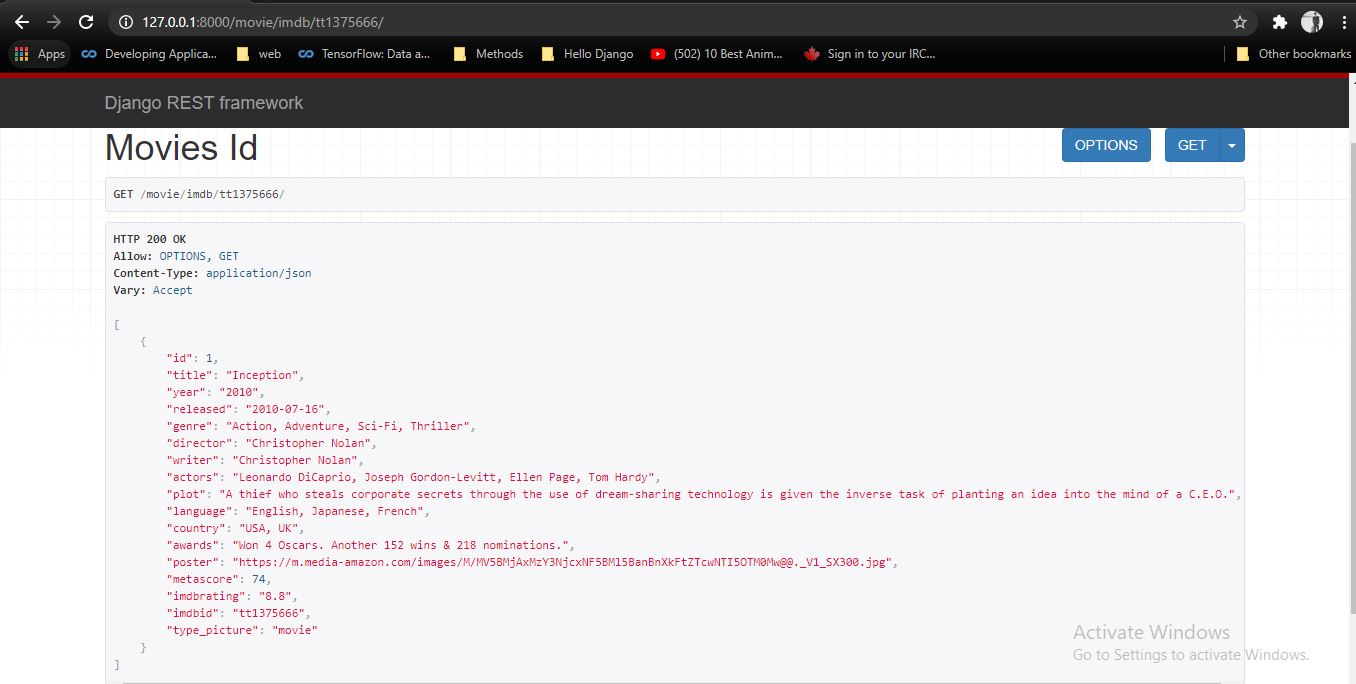 127.0.0.1:8000/movie/imdb/tt1375666/
Apps Developing Applica... web TensorFlow: Data a... Methods Hello Django (502) 10 Best Anim... Sign in to your IRC... Other bookmarks
Django REST framework
Movies Id OPTIONS GET
GET /movie/imdb/tt1375666/
HTTP 200 OK
Allow: OPTIONS, GET
Content-Type: application/json
Vary: Accept
[
{
"id": 1,
"title": "Inception",
"year": "2010",
"released": "2010-07-16",
"genre": "Action, Adventure, Sci-Fi, Thriller",
"director": "Christopher Nolan",
"writer": "Christopher Nolan",
"actors": "Leonardo DiCaprio, Joseph Gordon-Levitt, Ellen Page, Tom Hardy",
"plot": "A thief who steals corporate secrets through the use of dream-sharing technology is given the inverse task of planting an idea into the mind of a C.E.O.",
"language": "English, Japanese, French",
"country": "USA, UK",
"awards": "Won 4 Oscars. Another 152 wins & 218 nominations.",
"poster": "https://m.media-amazon.com/images/M/MV5BMjAxMzY3NjcxNF5BMl5BanBnXkFtZTcwNTI5OTM0Mw@@._V1_SX300.jpg",
"metascore": 74,
"imdbrating": "8.8",
"imdbid": "tt1375666",
"type_picture": "movie"
}
]
Activate Windows
Go to Settings to activate Windows.